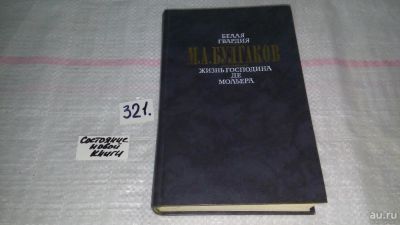 БЕЛАЯ
ГВАРДИЯ
М.А.БУЛГАКОВ
ЖИЗНЬ ГОСПОДИНА
ДЕ
МОЛЬЕРА
321.
Состояние
новой
книги
au.ru